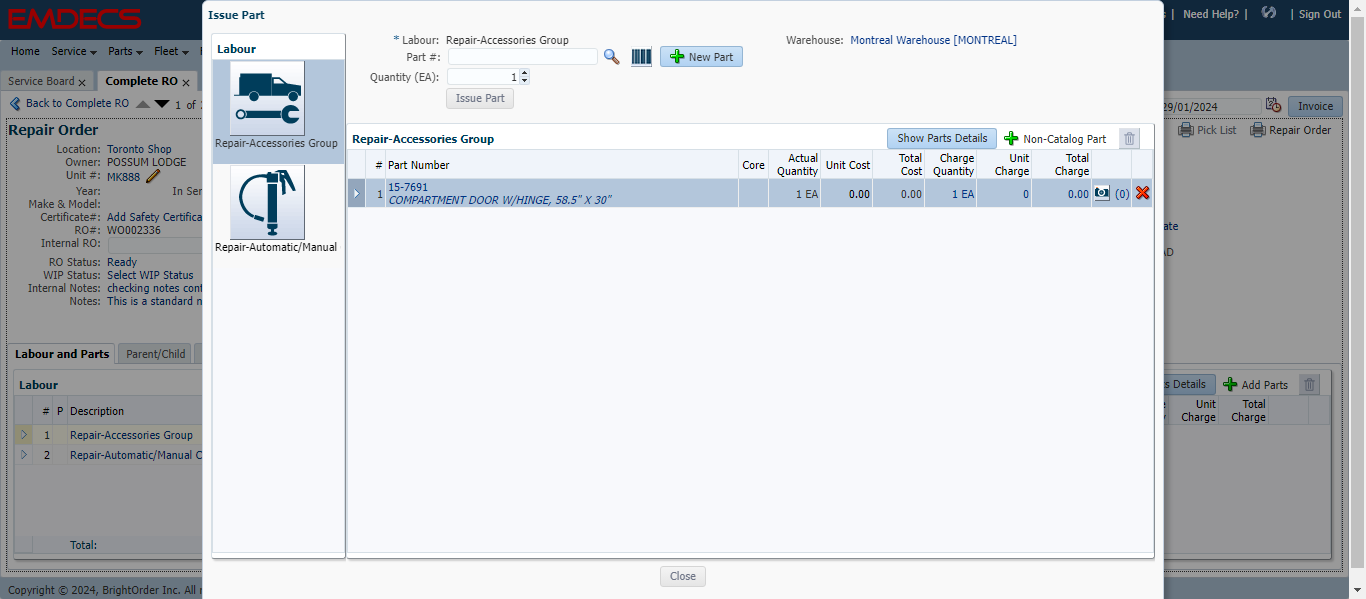 EMDECS
Need Help? |
| Sign Out
Home Service Parts Fleet
Service Board x Complete RO x
Back to Complete RO 1 of
29/01/2024 Invoice
Pick List Repair Order
Repair Order
Location: Toronto Shop
Owner: POSSUM LODGE
Unit #: MK888
Year: In Ser
Make & Model:
Certificate#: Add Safety Certifica
RO#: WO002336
Internal RO:
RO Status: Ready
WIP Status: Select WIP Status
Internal Notes: checking notes cont
Notes: This is a standard n
Labour and Parts Parent/Child
Labour
# P Description
1 Repair-Accessories Group
2 Repair-Automatic/Manual C
Total:
Copyright © 2024, BrightOrder Inc. All r
Issue Part
Labour
Repair-Accessories Group
Repair-Automatic/Manual
* Labour: Repair-Accessories Group
Warehouse: Montreal Warehouse [MONTREAL]
Part #: New Part
Quantity (EA): 1
Issue Part
Repair-Accessories Group Show Parts Details Non-Catalog Part
# Part Number Core Actual Quantity Unit Cost Total Cost Charge Quantity Unit Charge Total Charge
1 15-7691 1 EA 0.00 0.00 1 EA 0 0.00 (0)
COMPARTMENT DOOR W/HINGE, 58.5" X 30"
Close
ate
AD
s Details Add Parts
Unit Charge Total Charge